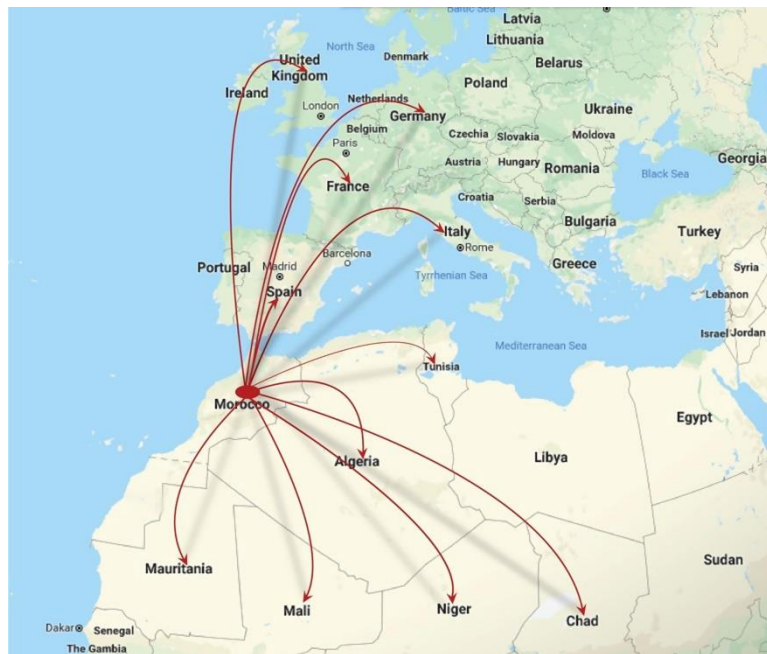 Baltic Sea
Latvia
North Sea
Lithuania
United
Kingdom
Denmark
Belarus
Ireland
Poland
Netherlands
London
Germany
Ukraine
Belgium
Czechia
Slovakia
Moldova
Paris
Austria
Hungary
Georgia
Romania
France
Black Sea
Croatia
Serbia
Bulgaria
Italy
Turkey
Rome
Barcelona
Portugal
Madrid
Greece
Syria
Tyrrhenian Sea
Spain
Lebanon
Israel
Jordan
Mediterranean Sea
Tunisia
Morocco
Egypt
Algeria
Libya
Sudan
Mauritania
Mali
Niger
Chad
Dakar
Senegal
The Gambia